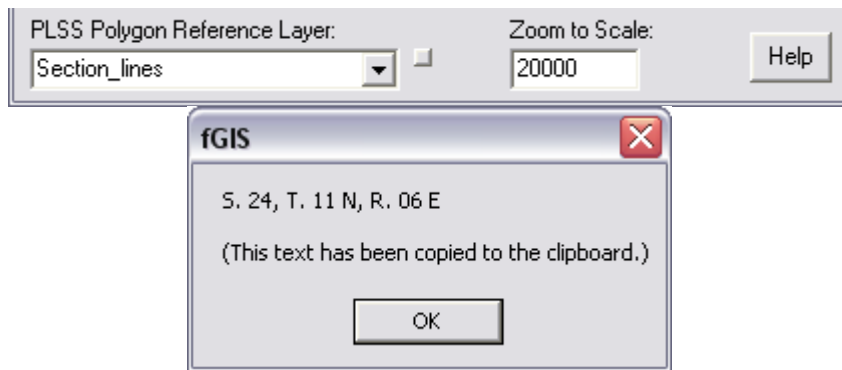 PLSS Polygon Reference Layer:
Zoom to Scale:
Section_lines
20000
Help
fGIS
S. 24, T. 11 N, R. 06 E
(This text has been copied to the clipboard.)
OK